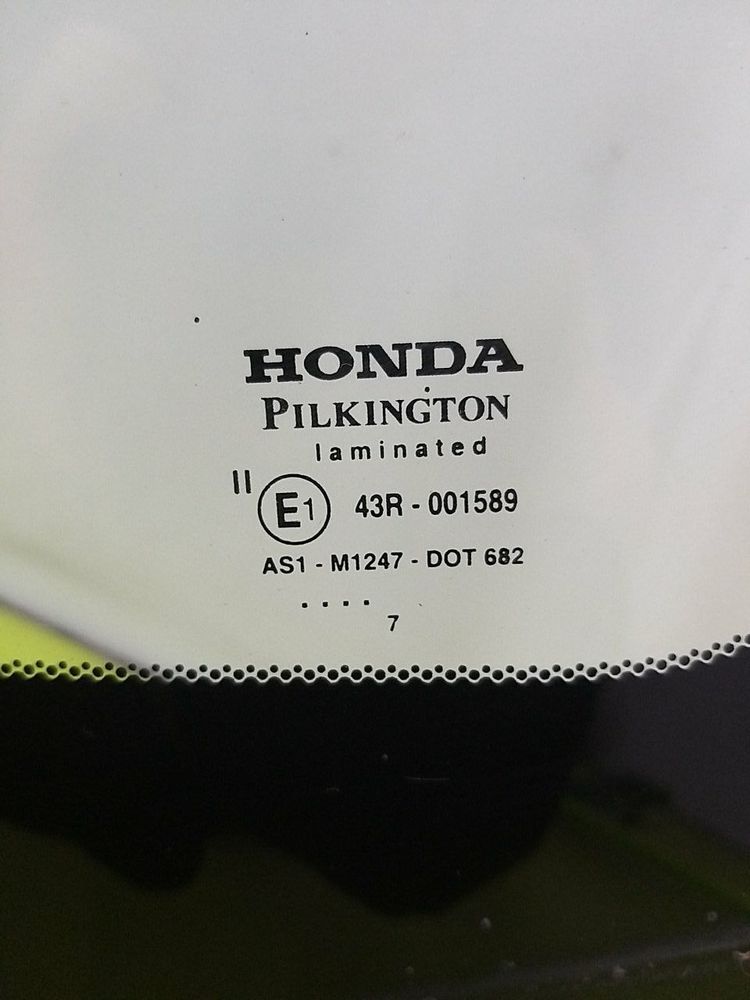 HONDA
PILKINGTON
laminated
II E1 43R - 001589
AS1 - M1247 - DOT 682
. . . .
7